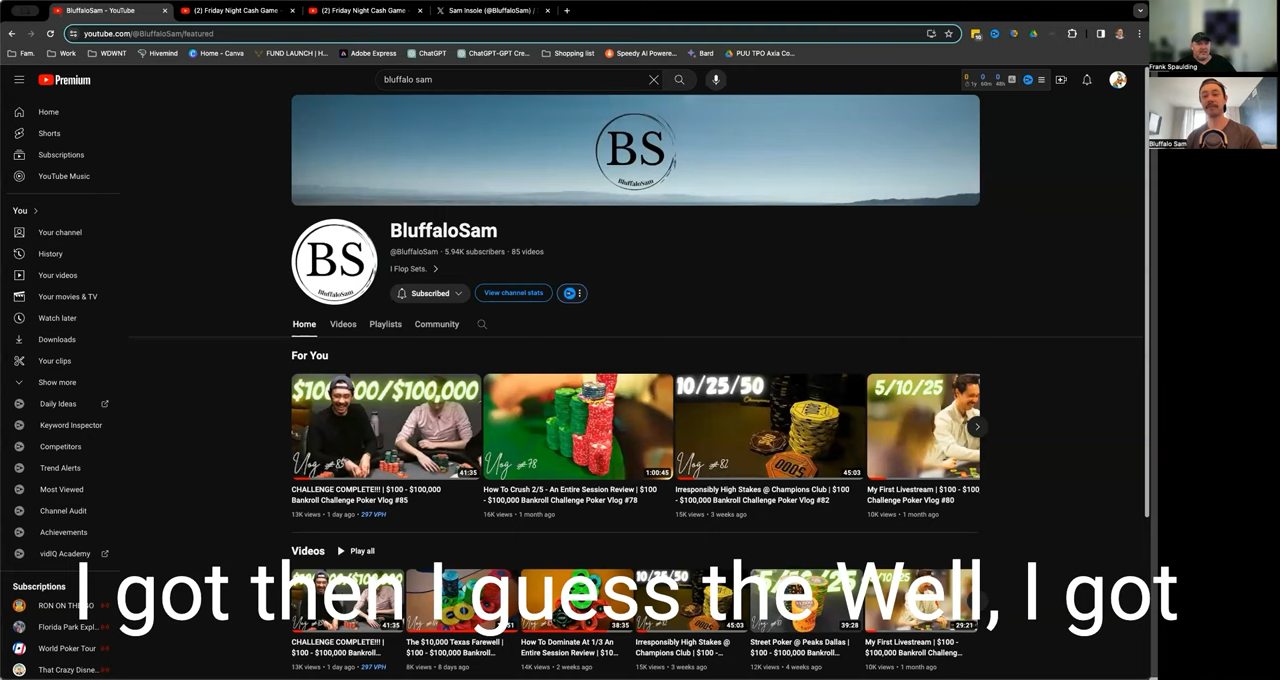 BluffaloSam - YouTube
(2) Friday Night Cash Game -
(2) Friday Night Cash Game -
Sam Insole (@BluffaloSam) /
youtube.com/@BluffaloSam/featured
Fam.
Work
WDWNT
Hivemind
Home - Canva
FUND LAUNCH | H...
Adobe Express
ChatGPT
ChatGPT-GPT Cre...
Shopping list
Speedy AI Powere...
Bard
PUU TPO Axia Co...
Frank Spaulding
Bluffalo Sam
Premium
bluffalo sam
Home
Shorts
Subscriptions
YouTube Music
You
Your channel
History
Your videos
Your movies & TV
Watch later
Downloads
Your clips
Show more
Daily Ideas
Keyword Inspector
Competitors
Trend Alerts
Most Viewed
Channel Audit
Achievements
vidIQ Academy
Subscriptions
RON ON THE GO
Florida Park Expl...
World Poker Tour
That Crazy Disne...
BS
BluffaloSam
BS
BluffaloSam
BluffaloSam
@BluffaloSam · 5.94K subscribers · 85 videos
I Flop Sets.
Subscribed
View channel stats
Home
Videos
Playlists
Community
For You
Vlog #85
41:35
CHALLENGE COMPLETE!!! | $100 - $100,000
Bankroll Challenge Poker Vlog #85
13K views • 1 day ago • 297 VPH
Vlog #78
1:00:45
How To Crush 2/5 - An Entire Session Review | $100
- $100,000 Bankroll Challenge Poker Vlog #78
16K views • 1 month ago
10/25/50
Vlog #82
45:03
Irresponsibly High Stakes @ Champions Club | $100
- $100,000 Bankroll Challenge Poker Vlog #82
15K views • 3 weeks ago
5/10/25
My First Livestream | $100 - $100
Challenge Poker Vlog #80
10K views • 1 month ago
Videos
Play all
I got then I guess the Well, I got
41:35
CHALLENGE COMPLETE!!! |
$100 - $100,000 Bankroll...
13K views • 1 day ago • 297 VPH
The $10,000 Texas Farewell |
$100 - $100,000 Bankroll...
8K views • 8 days ago
38:35
How To Dominate At 1/3 An
Entire Session Review | $10...
14K views • 2 weeks ago
45:03
Irresponsibly High Stakes @
Champions Club | $100 -...
15K views • 3 weeks ago
39:28
Street Poker @ Peaks Dallas |
$100 - $100,000 Bankroll...
12K views • 4 weeks ago
29:21
My First Livestream | $100 -
$100,000 Bankroll Challeng...
10K views • 1 month ago